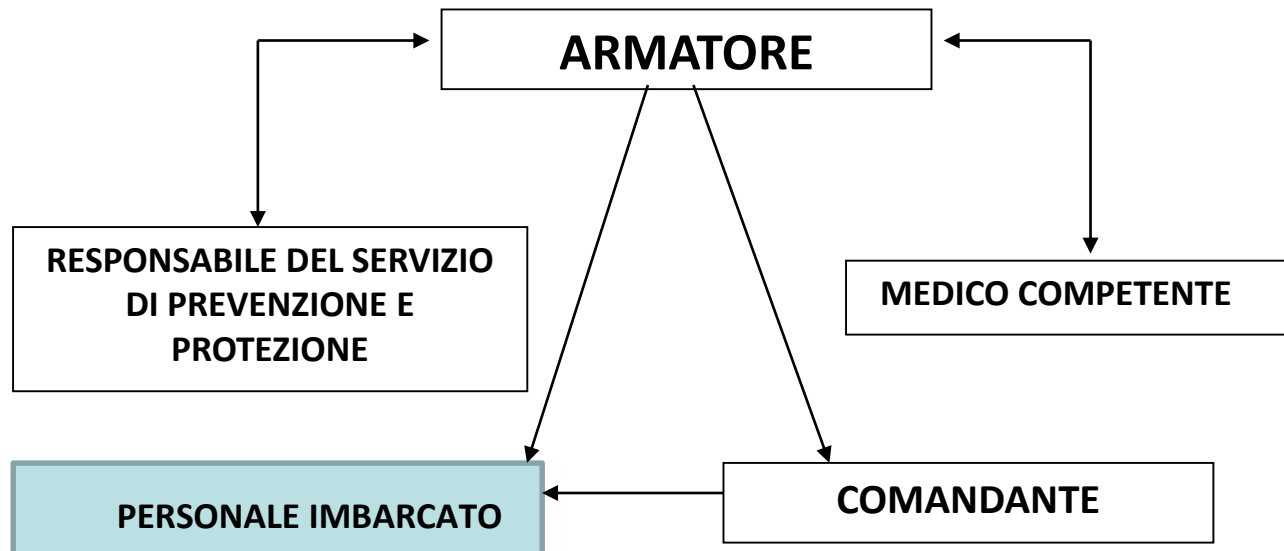 ARMATORE
RESPONSABILE DEL SERVIZIO
DI PREVENZIONE E
PROTEZIONE
MEDICO COMPETENTE
PERSONALE IMBARCATO
COMANDANTE